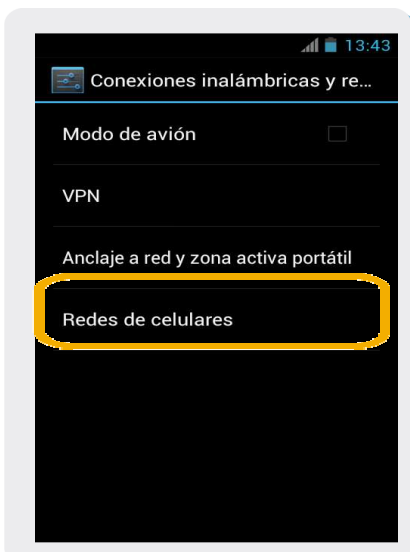 13:43
Conexiones inalámbricas y re...
Modo de avión
VPN
Anclaje a red y zona activa portátil
Redes de celulares